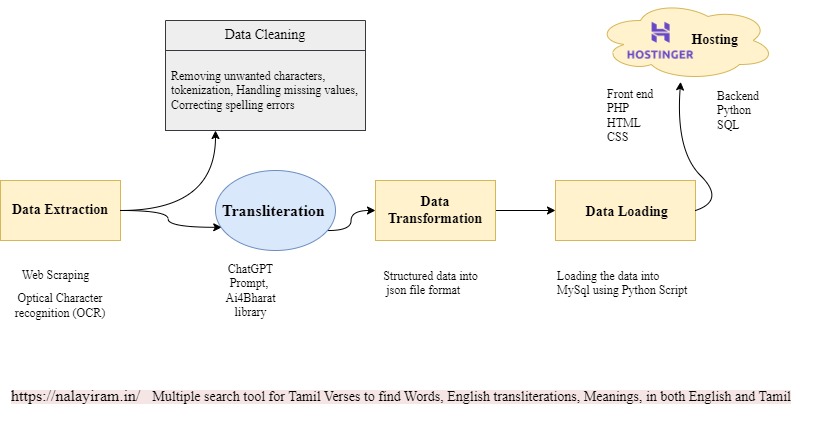 Data Cleaning
Removing unwanted characters,
tokenization, Handling missing values,
Correcting spelling errors
HOSTINGER
Hosting
Front end
PHP
HTML
CSS
Backend
Python
SQL
Data Extraction
Transliteration
Data
Transformation
Data Loading
Web Scraping
Optical Character
recognition (OCR)
ChatGPT
Prompt,
Ai4Bharat
library
Structured data into
json file format
Loading the data into
MySql using Python Script
https://nalayiram.in/ Multiple search tool for Tamil Verses to find Words, English transliterations, Meanings, in both English and Tamil